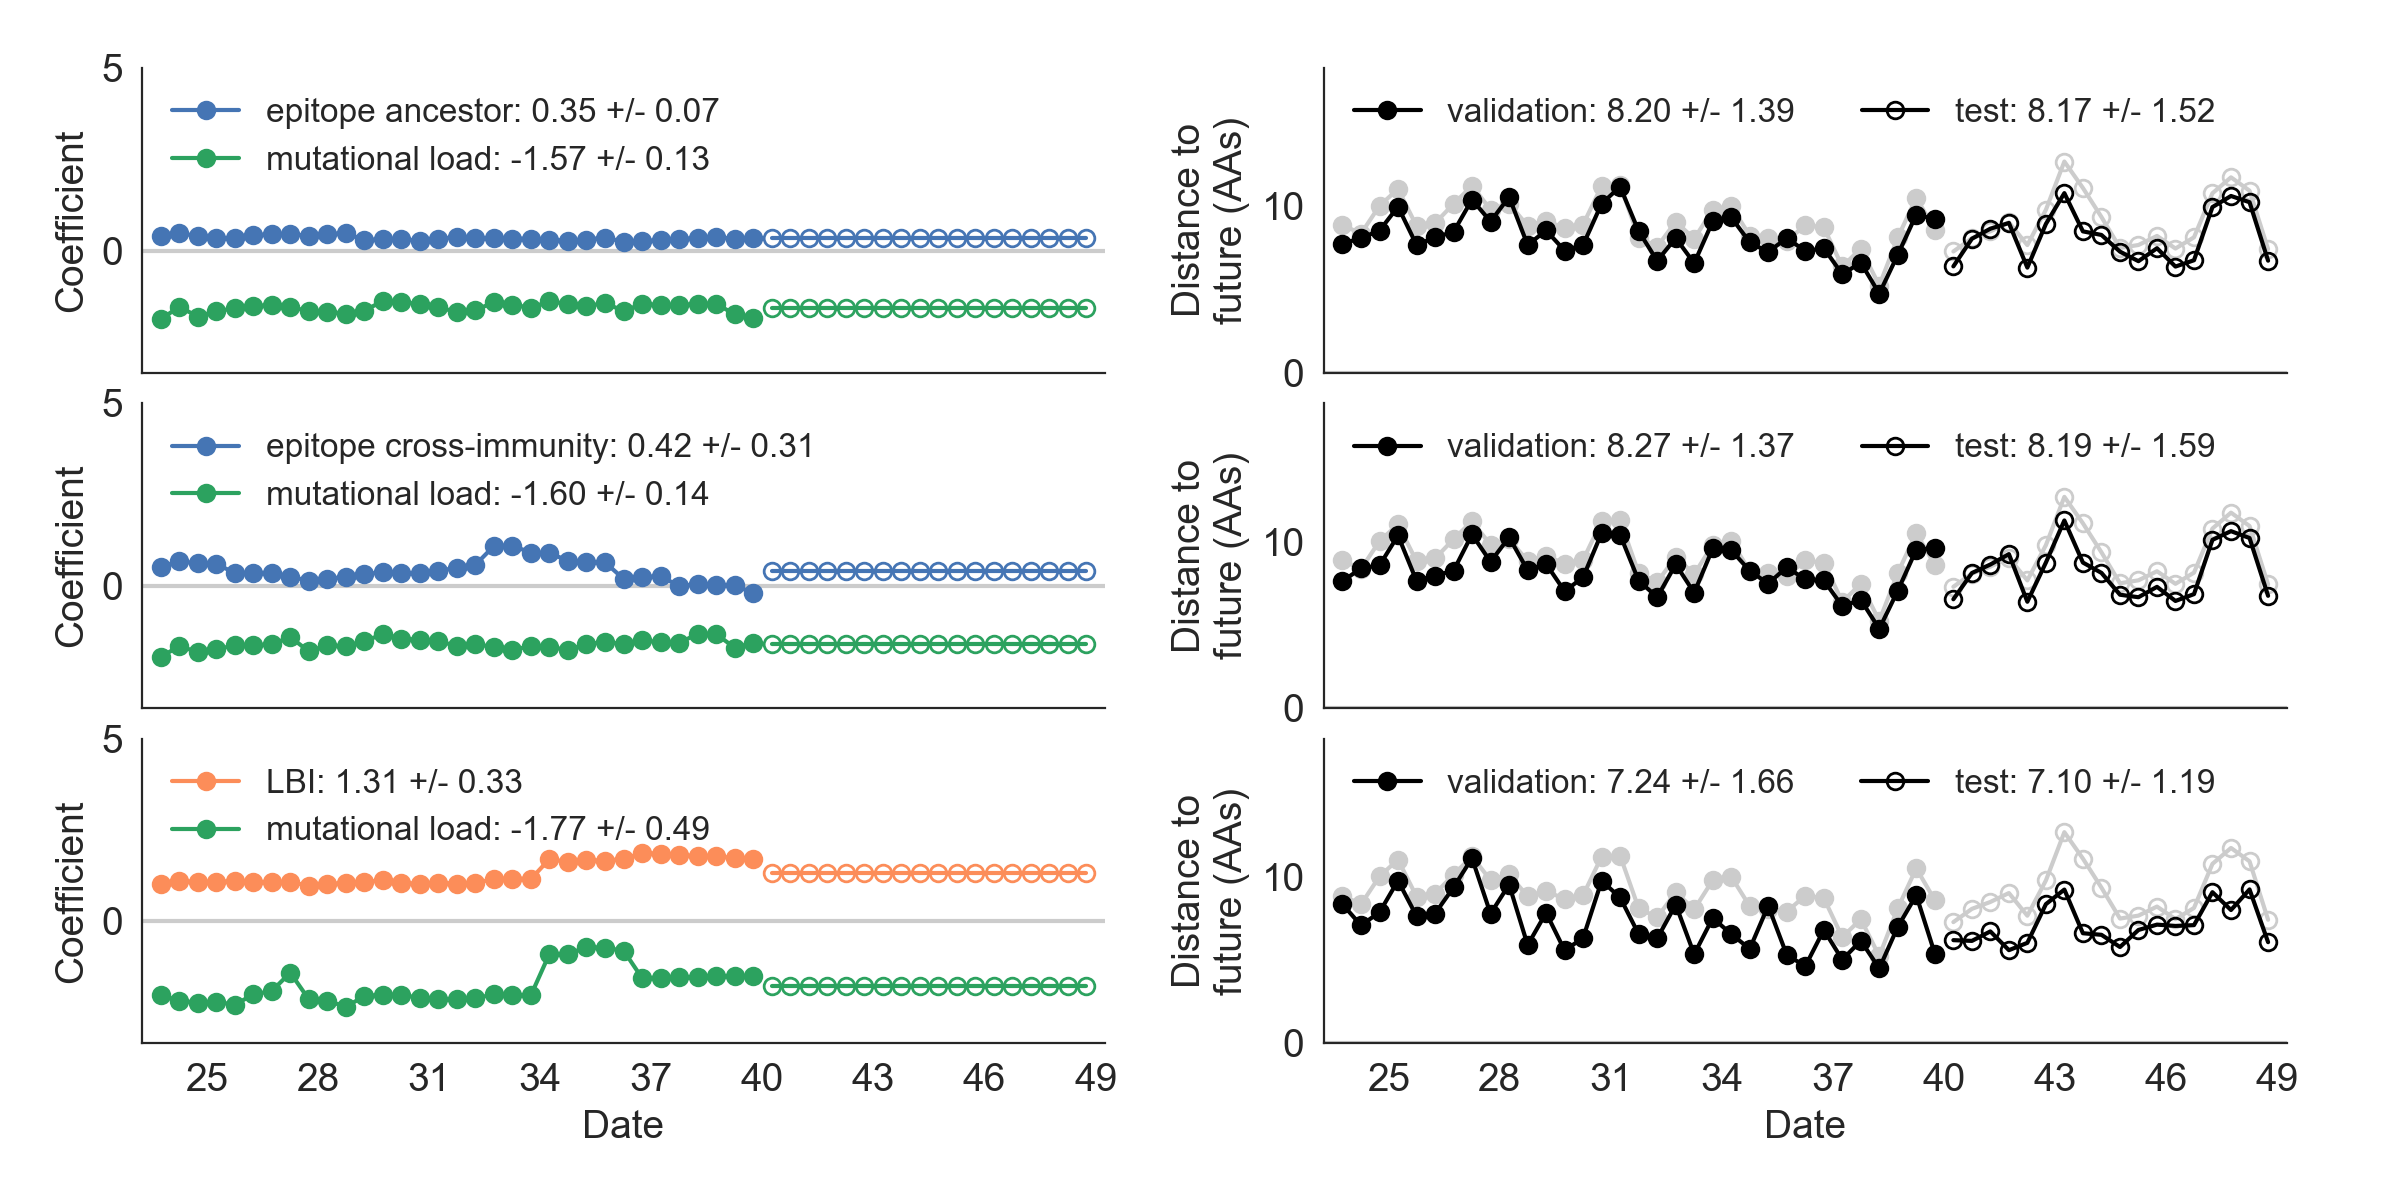 5
0
Coefficient
epitope ancestor: 0.35 +/- 0.07
mutational load: -1.57 +/- 0.13
Distance to
future (AAs)
10
0
validation: 8.20 +/- 1.39
test: 8.17 +/- 1.52
5
0
Coefficient
epitope cross-immunity: 0.42 +/- 0.31
mutational load: -1.60 +/- 0.14
Distance to
future (AAs)
10
0
validation: 8.27 +/- 1.37
test: 8.19 +/- 1.59
5
0
Coefficient
LBI: 1.31 +/- 0.33
mutational load: -1.77 +/- 0.49
25 28 31 34 37 40 43 46 49
Date
Distance to
future (AAs)
10
0
validation: 7.24 +/- 1.66
test: 7.10 +/- 1.19
25 28 31 34 37 40 43 46 49
Date